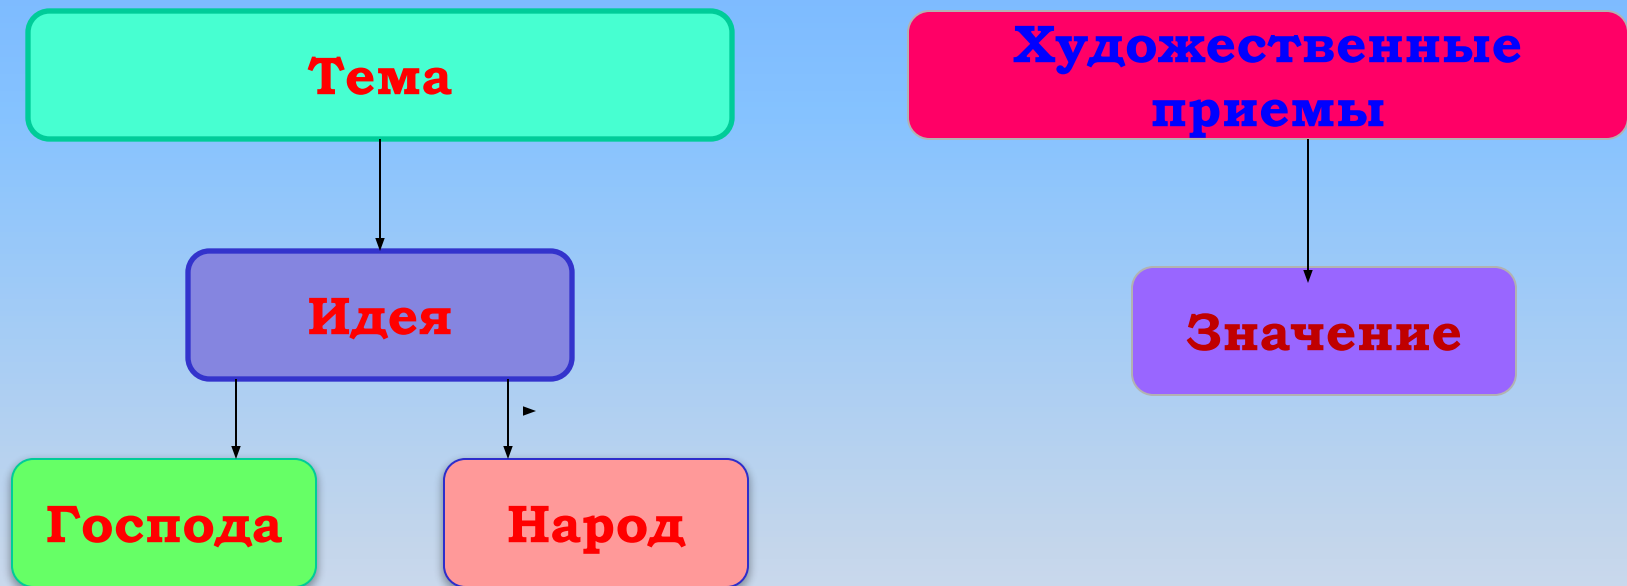 Тема
Художественные
приемы
Идея
Значение
Господа
Народ